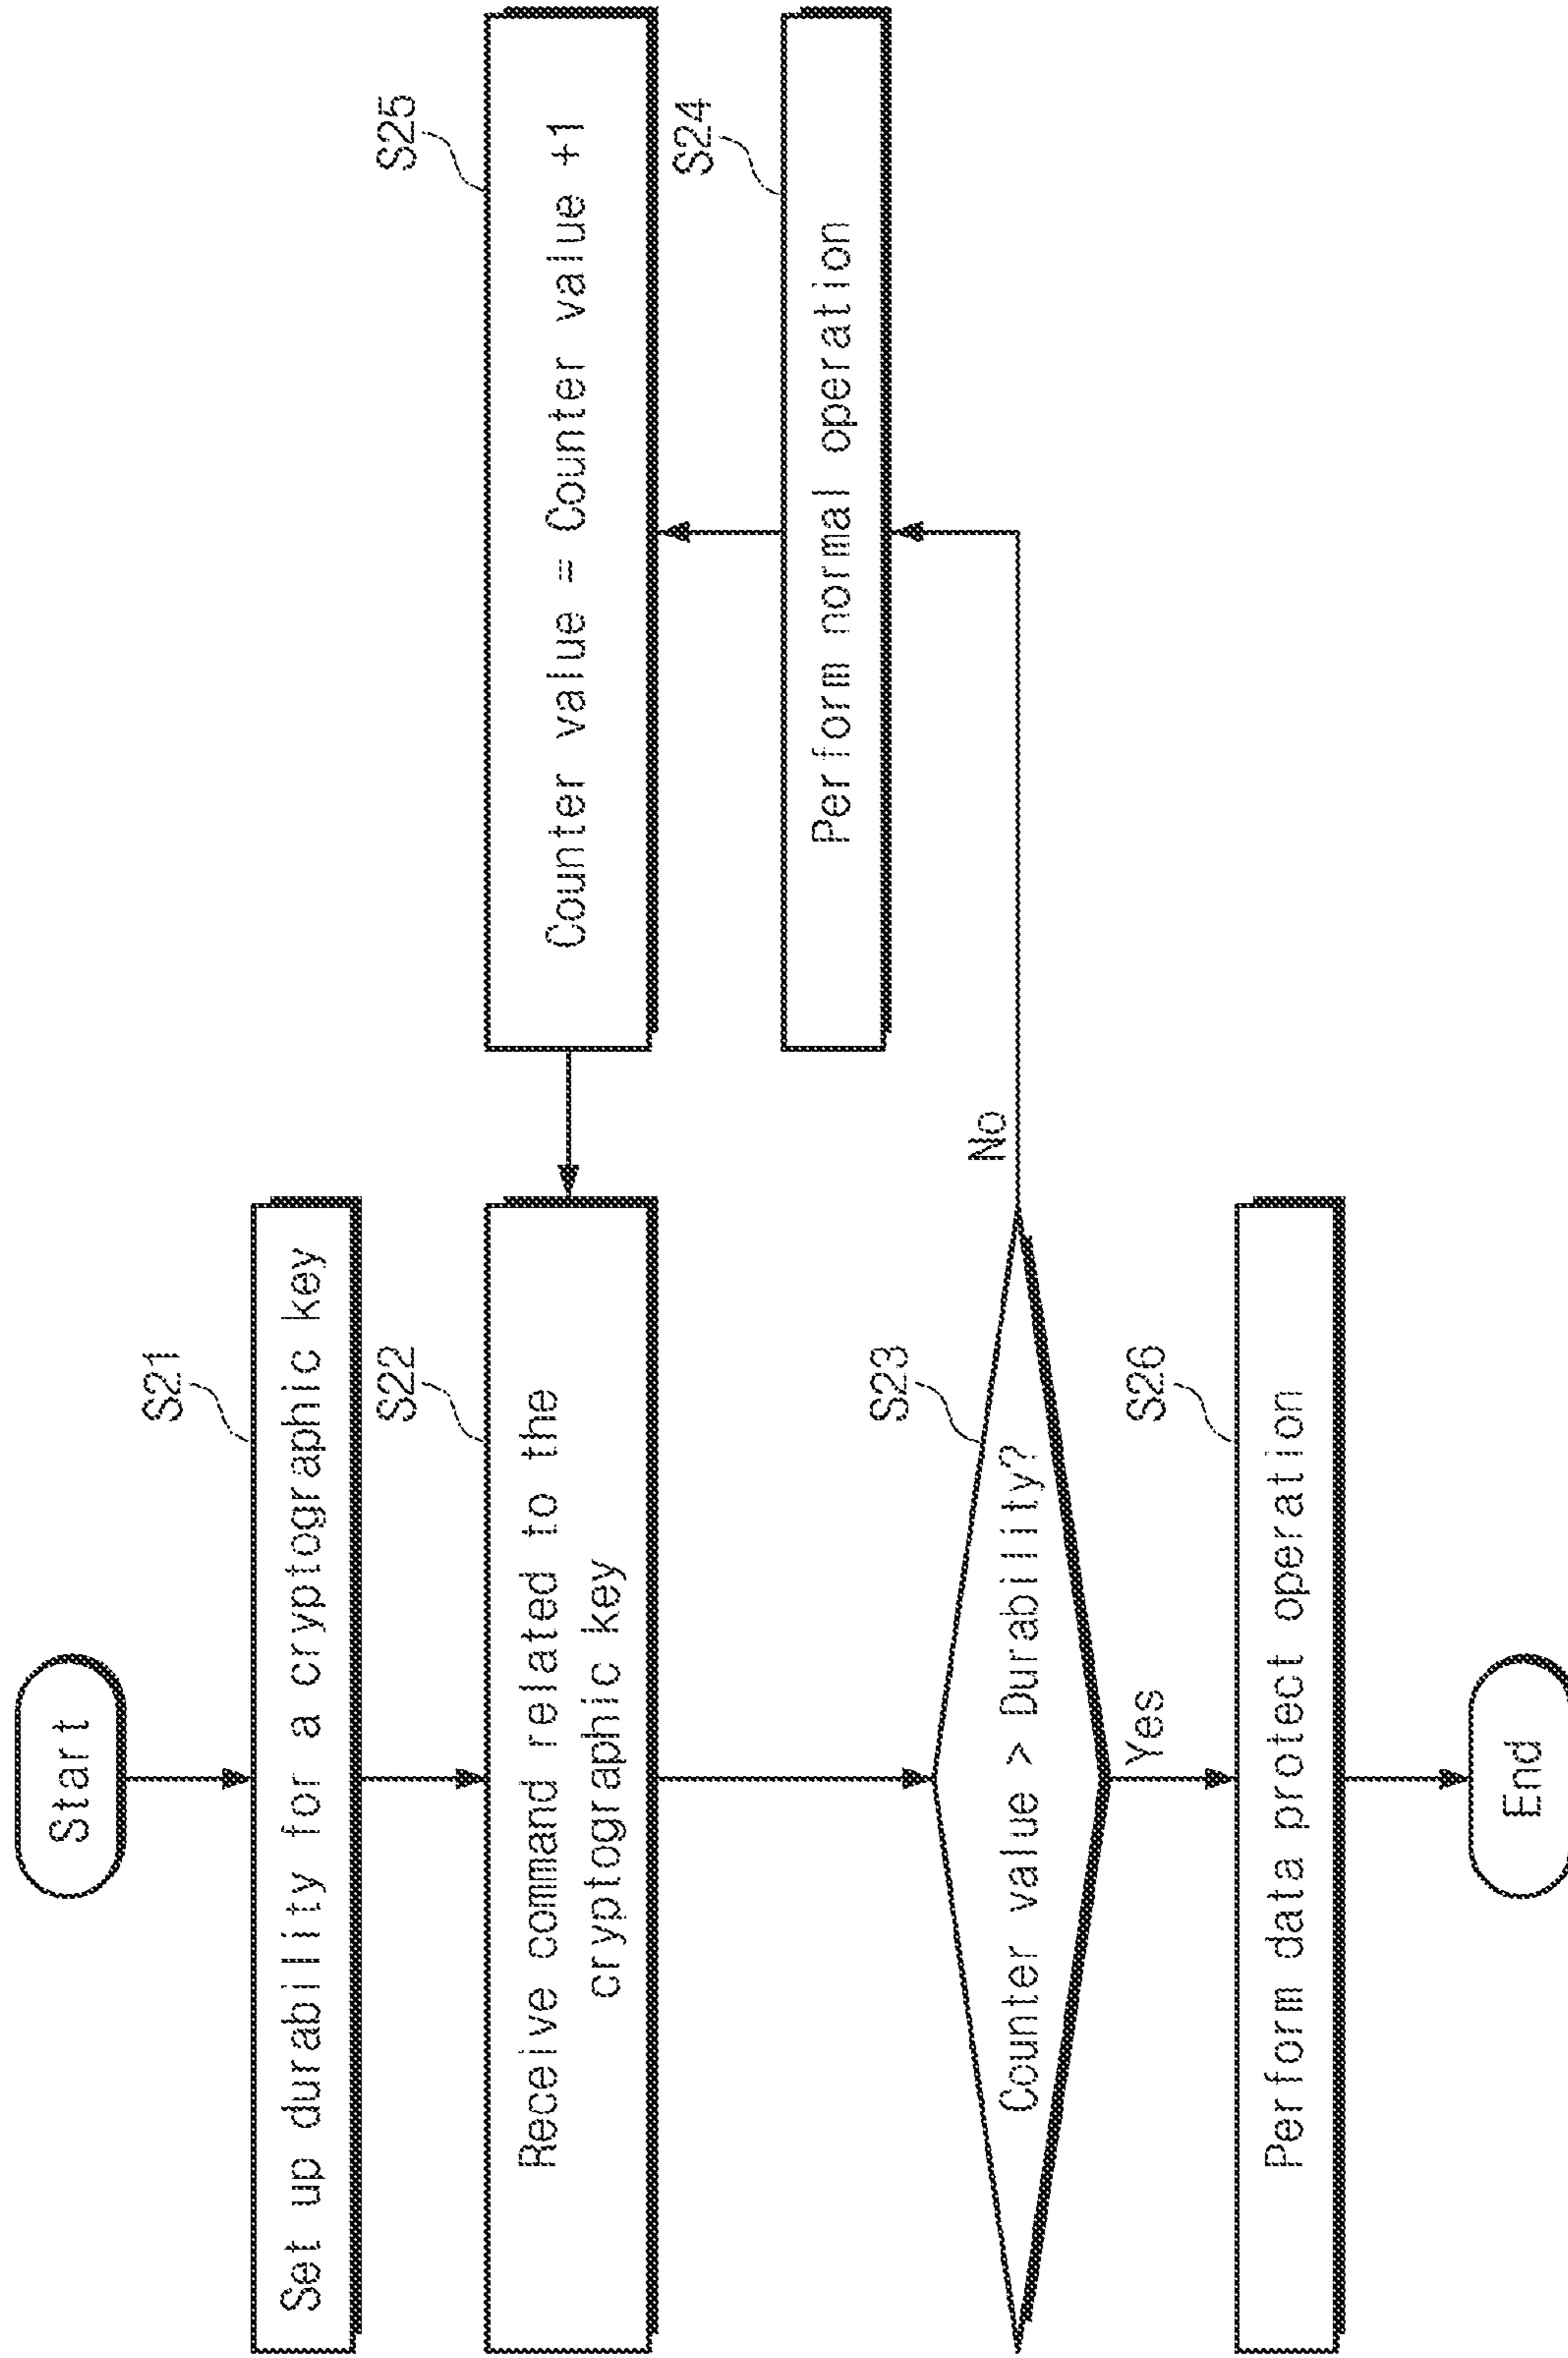 Start
S21
Set up durability for a cryptographic key
S22
Receive command related to the
cryptographic key
S25
Counter value = Counter value +1
S24
Perform normal operation
S23
Counter value > Durability?
No
Yes
S26
Perform data protect operation
End